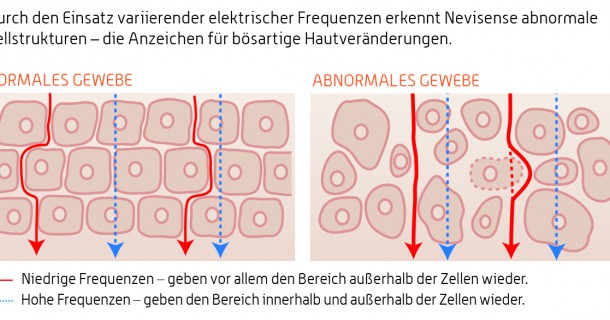 urch den Einsatz variierender elektrischer Frequenzen erkennt Nevisense abnormale
ellstrukturen – die Anzeichen für bösartige Hautveränderungen.
ORMALES GEWEBE
ABNORMALES GEWEBE
Niedrige Frequenzen – geben vor allem den Bereich außerhalb der Zellen wieder.
Hohe Frequenzen – geben den Bereich innerhalb und außerhalb der Zellen wieder.